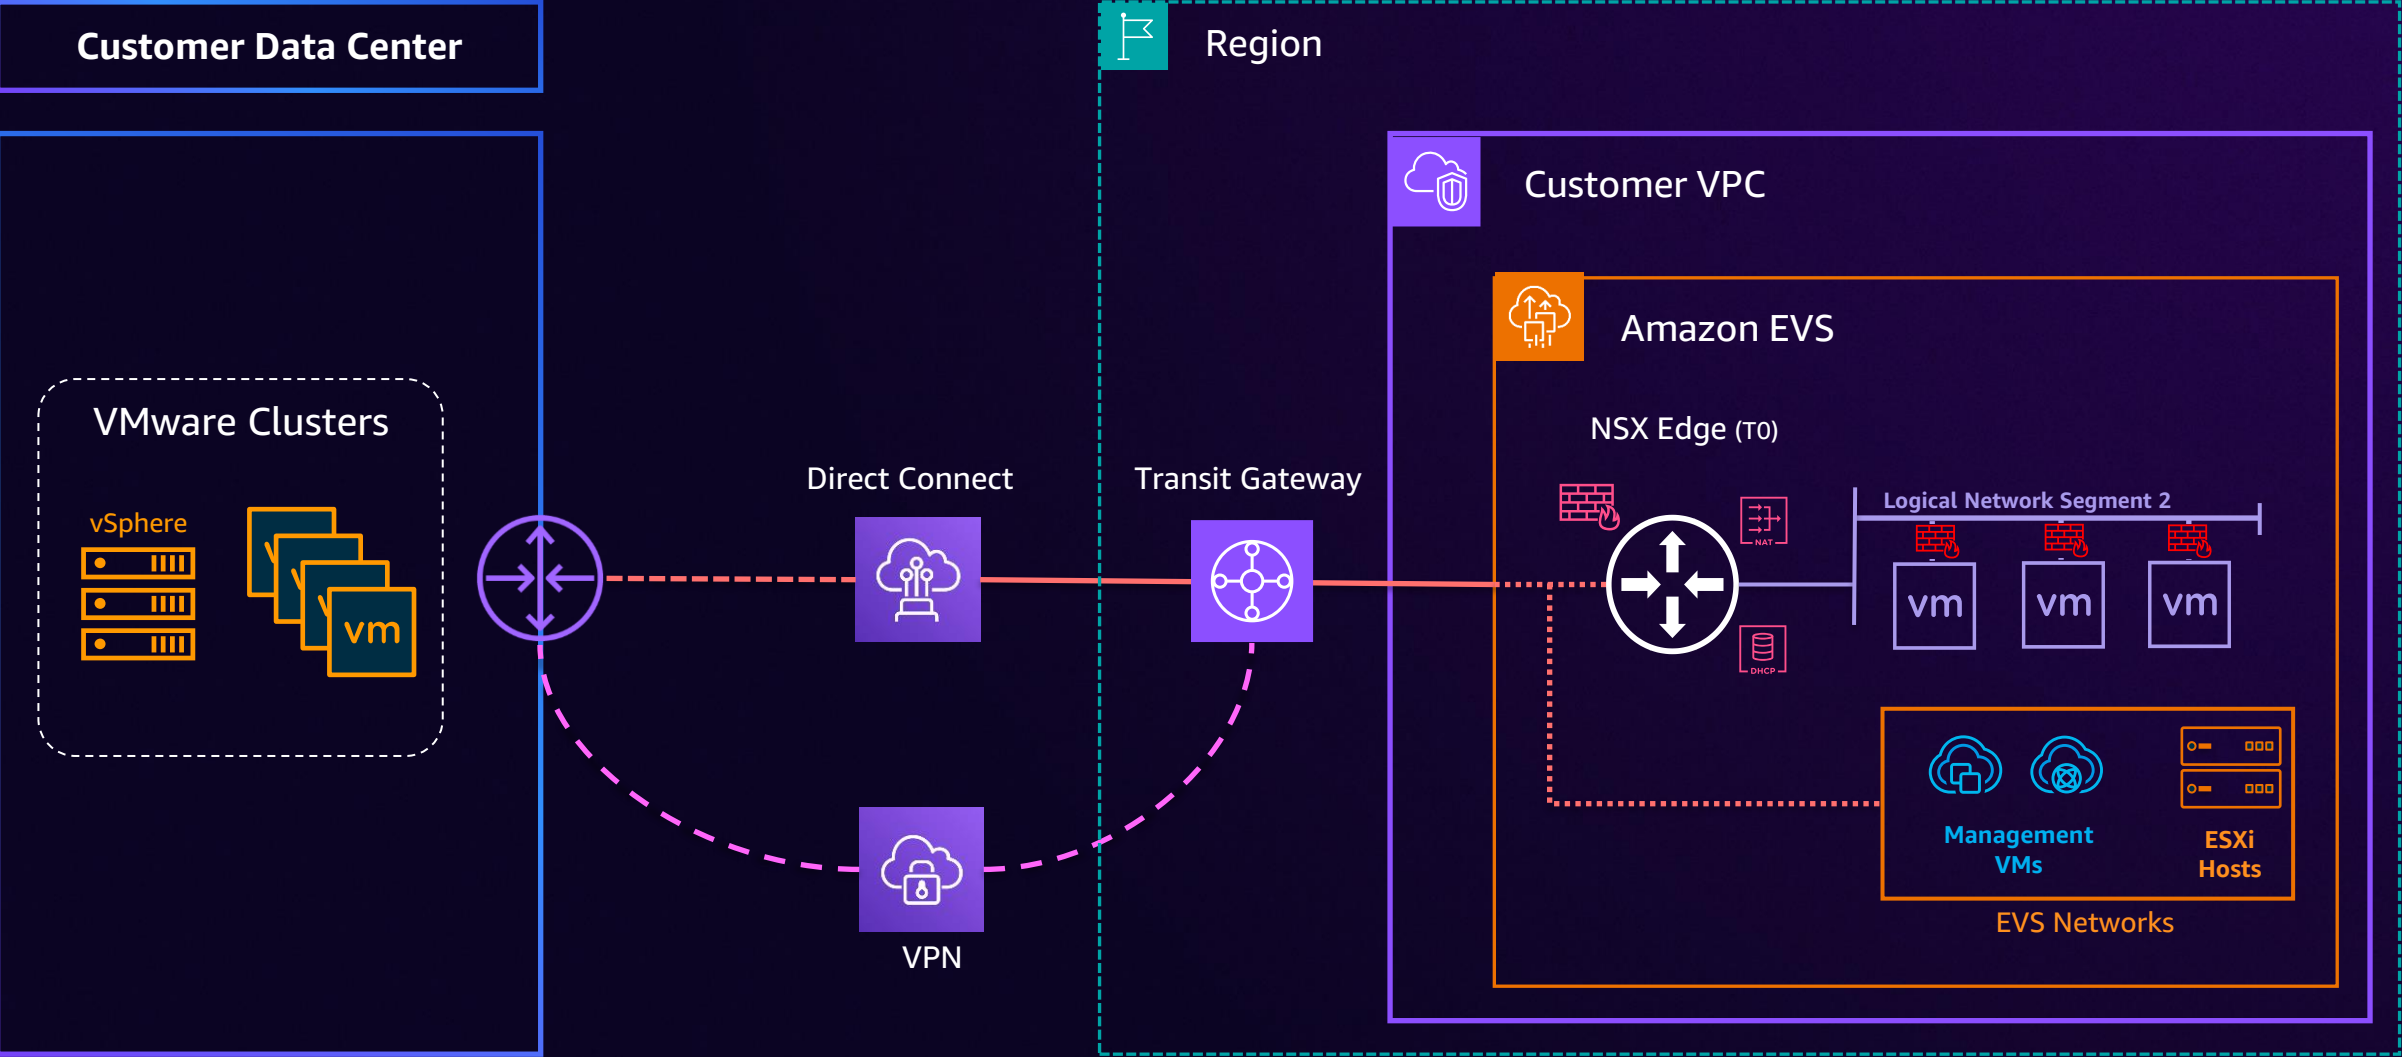 Customer Data Center
Region
Customer VPC
Amazon EVS
VMware Clusters
vSphere
vm
Direct Connect
Transit Gateway
VPN
NSX Edge (T0)
NAT
DHCP
Logical Network Segment 2
vm
vm
vm
Management
VMs
ESXi
Hosts
EVS Networks